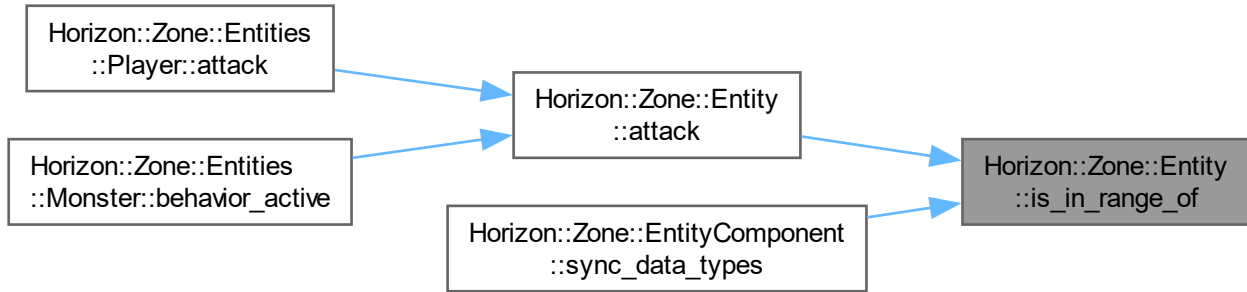 Horizon::Zone::Entities
::Player::attack
Horizon::Zone::Entities
::Monster::behavior_active
Horizon::Zone::Entity
::attack
Horizon::Zone::EntityComponent
::sync_data_types
Horizon::Zone::Entity
::is_in_range_of